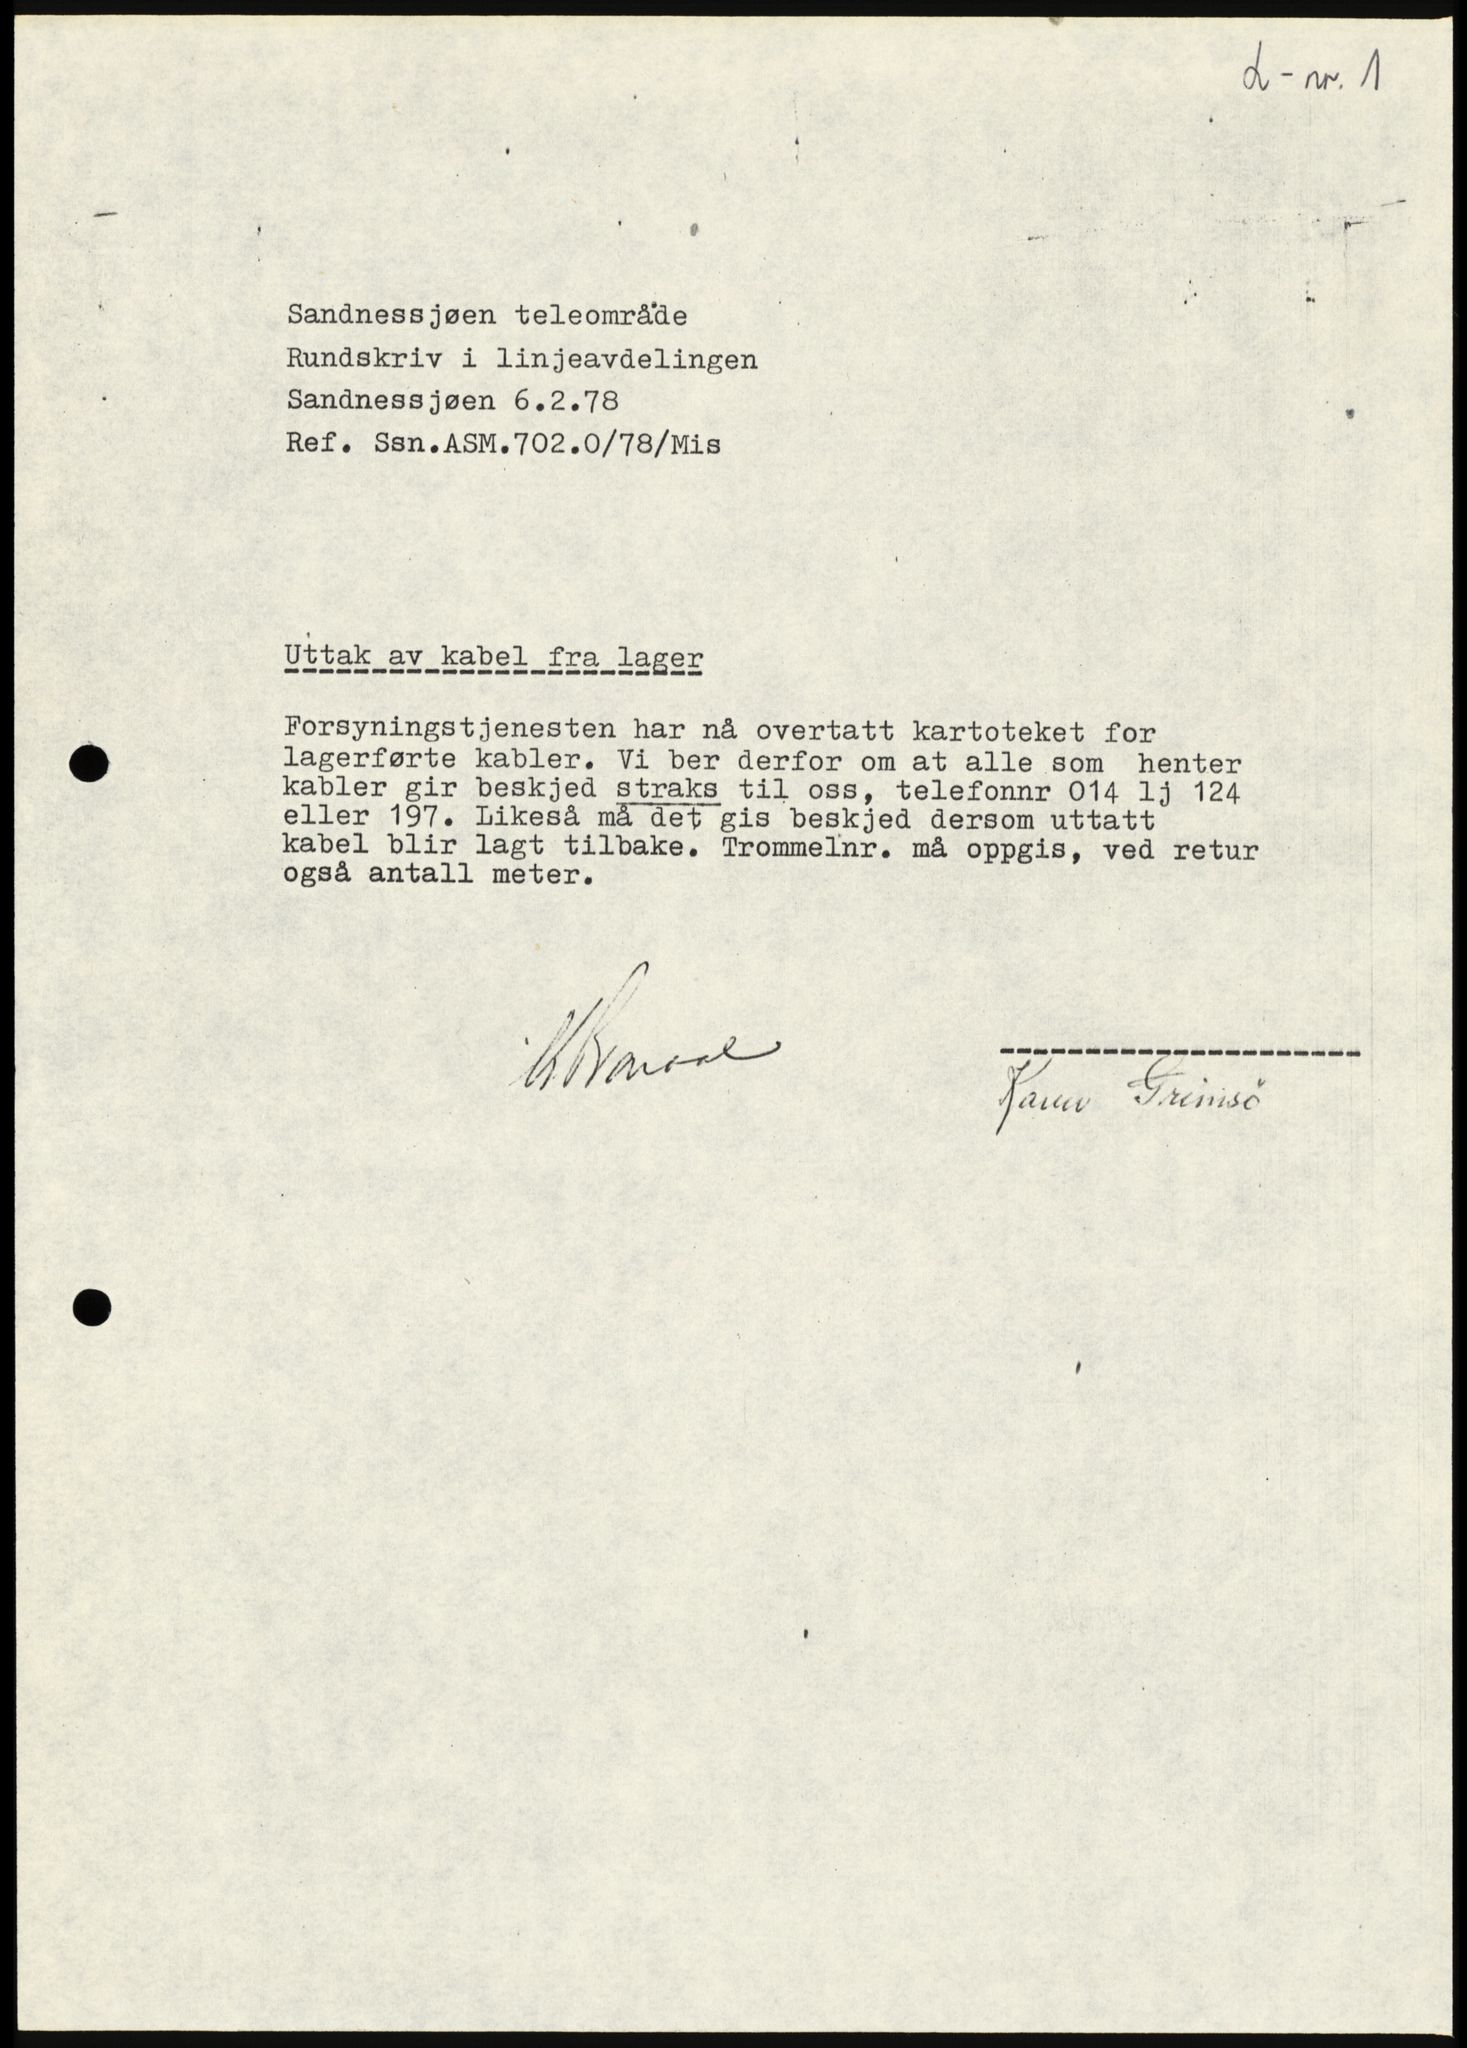 L-nr. 1
Sandnessjøen teleområde
Rundskriv i linjeavdelingen
Sandnessjøen 6.2.78
Ref. Ssn.ASM.702.0/78/Mis
Uttak av kabel fra lager
Forsyningstjenesten har nå overtatt kartoteket for
lagerførte kabler. Vi ber derfor om at alle som henter
kabler gir beskjed straks til oss, telefonnr 014 lj 124
eller 197. Likeså må det gis beskjed dersom uttatt
kabel blir lagt tilbake. Trommelnr. må oppgis, ved retur
også antall meter.
Karen Grimsö